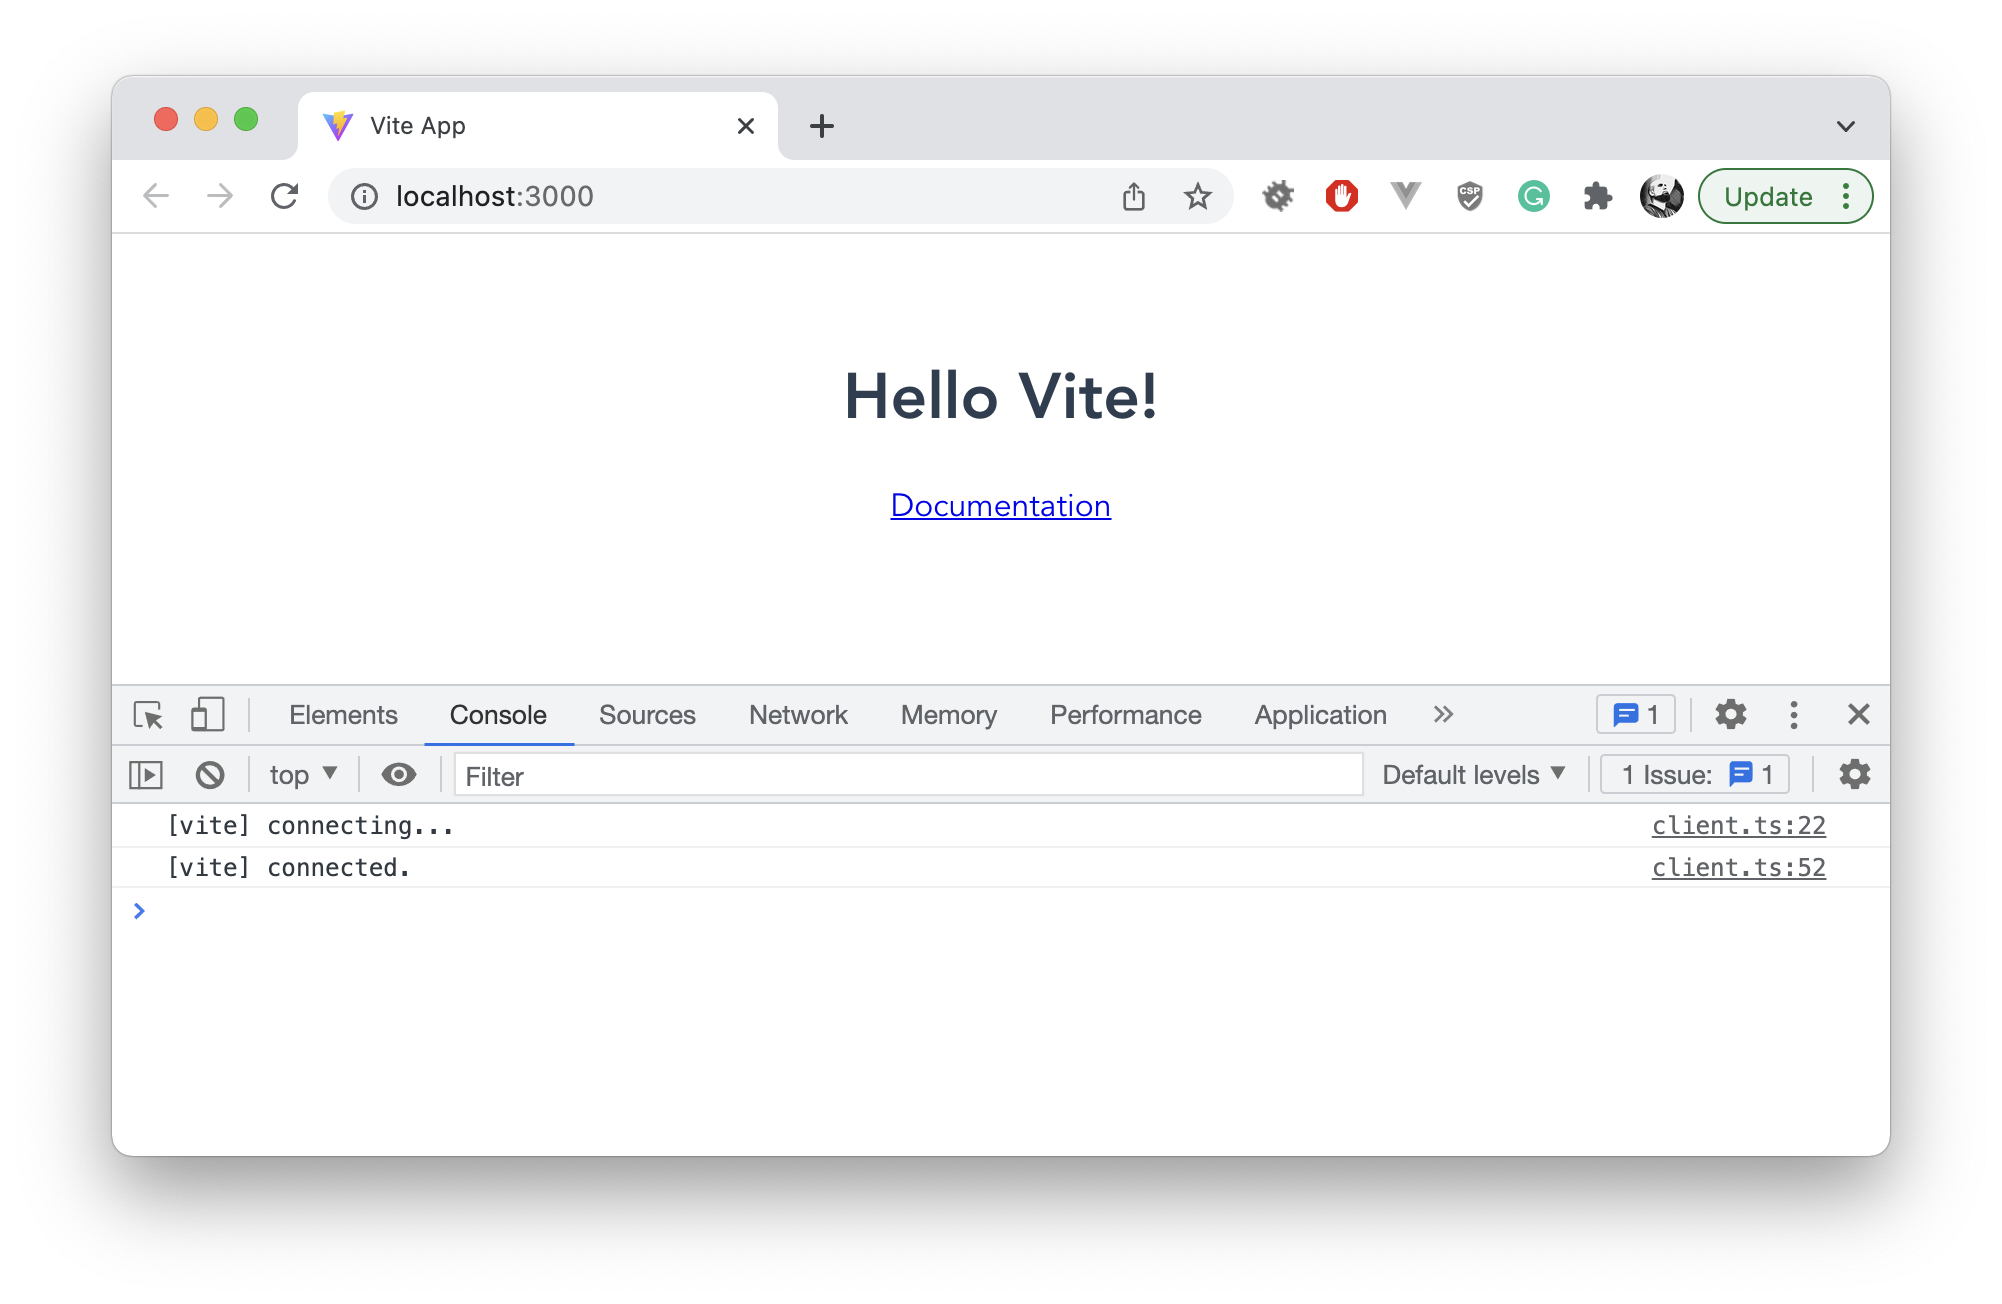 Vite App
localhost:3000
CSP
Update
Hello Vite!
Documentation
Elements Console Sources Network Memory Performance Application 1
top Filter Default levels 1 Issue: 1
[vite] connecting... client.ts:22
[vite] connected. client.ts:52